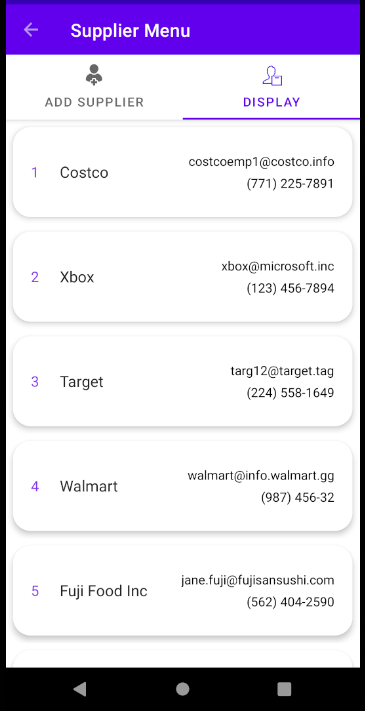 Supplier Menu
ADD SUPPLIER
DISPLAY
1 Costco costcoemp1@costco.info
(771) 225-7891
2 Xbox xbox@microsoft.inc
(123) 456-7894
3 Target targ12@target.tag
(224) 558-1649
4 Walmart walmart@info.walmart.gg
(987) 456-32
5 Fuji Food Inc jane.fuji@fujisansushi.com
(562) 404-2590